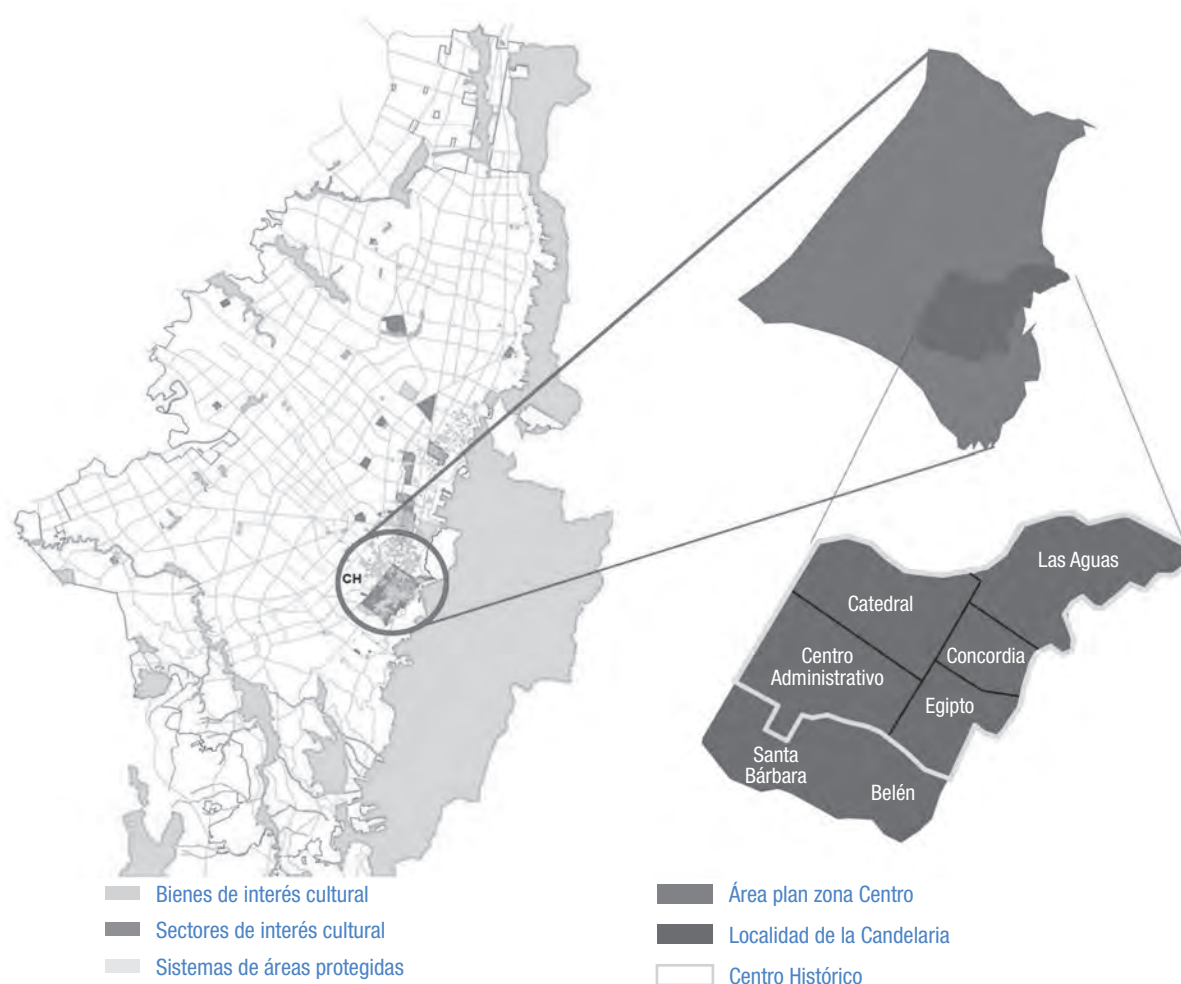 CH
Las Aguas
Catedral
Concordia
Centro
Administrativo
Egipto
Santa
Bárbara
Belén
Bienes de interés cultural
Sectores de interés cultural
Sistemas de áreas protegidas
Área plan zona Centro
Localidad de la Candelaria
Centro Histórico